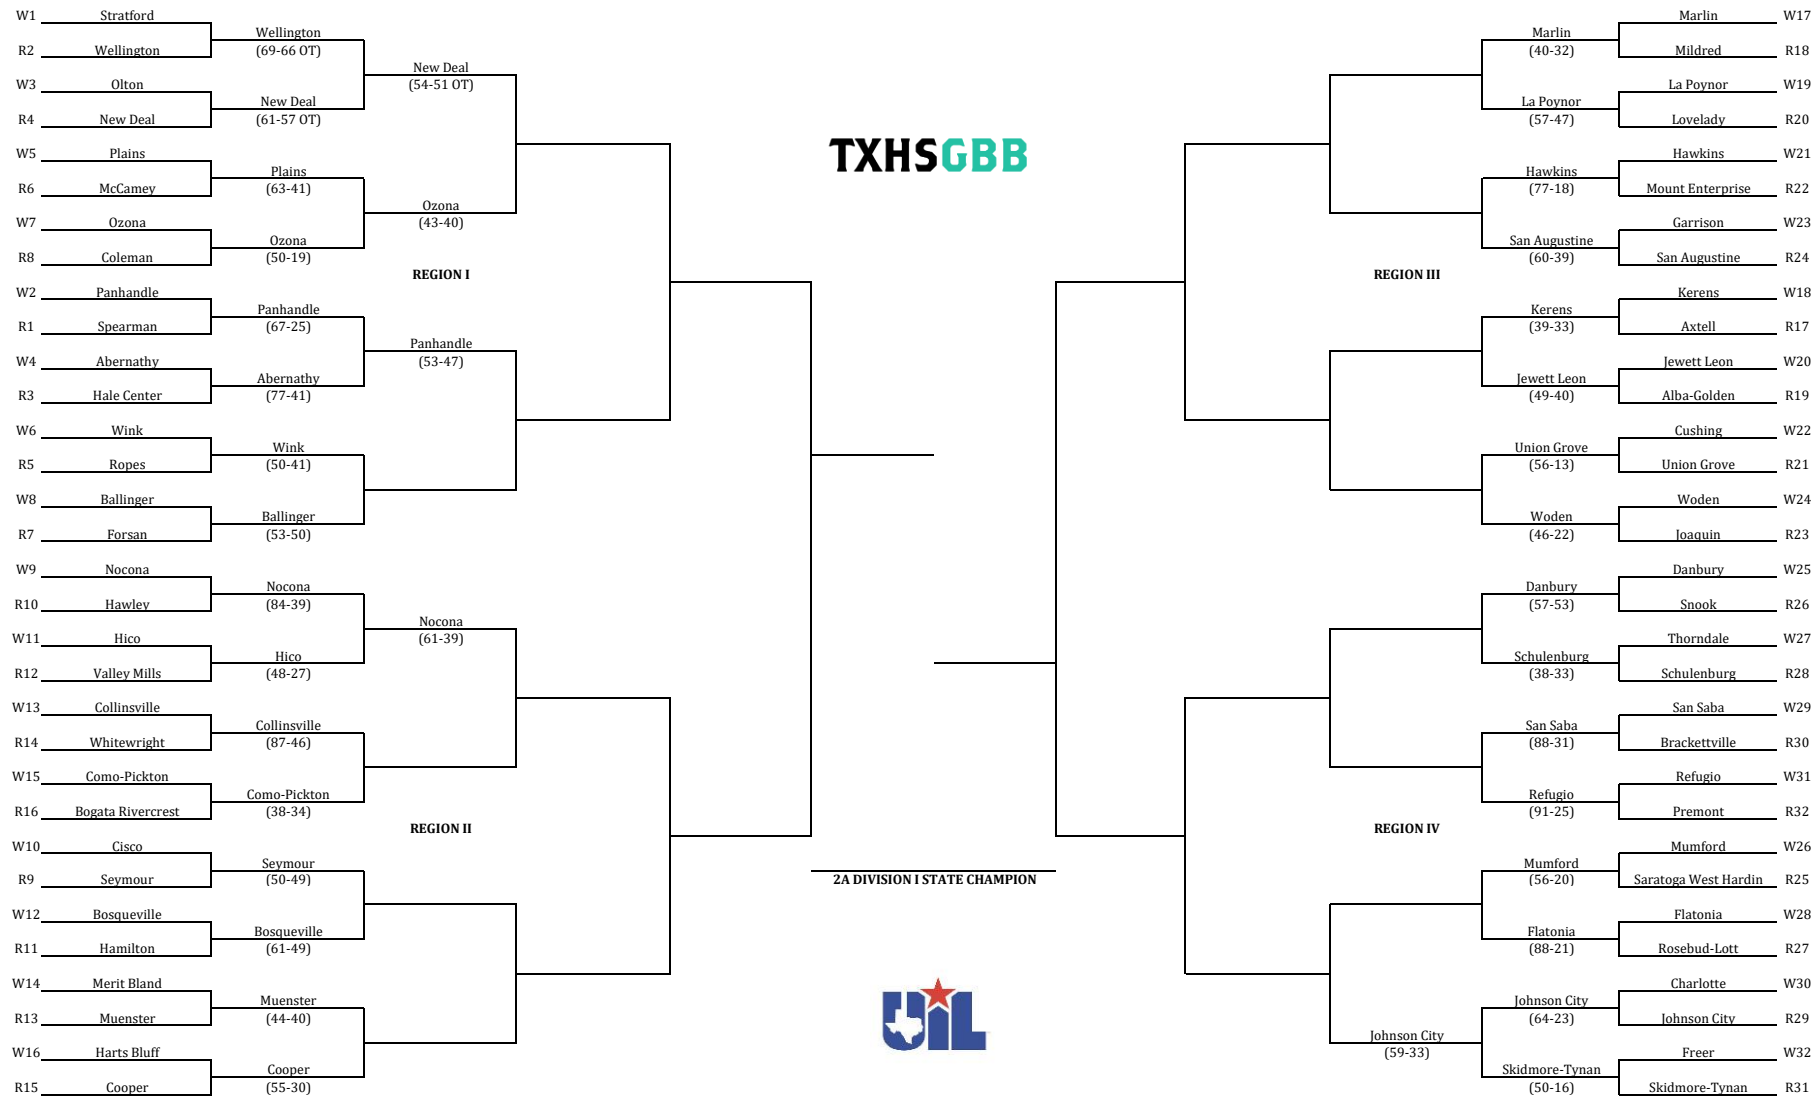 W1 Stratford
Wellington
(69-66 OT)
R2 Wellington
New Deal
(54-51 OT)
W3 Olton
New Deal
(61-57 OT)
R4 New Deal
W5 Plains
Plains
(63-41)
R6 McCamey
Ozona
(43-40)
W7 Ozona
Ozona
(50-19)
R8 Coleman
REGION I
W2 Panhandle
Panhandle
(67-25)
R1 Spearman
Panhandle
(53-47)
W4 Abernathy
Abernathy
(77-41)
R3 Hale Center
W6 Wink
Wink
(50-41)
R5 Ropes
W8 Ballinger
Ballinger
(53-50)
R7 Forsan
W9 Nocona
Nocona
(84-39)
R10 Hawley
Nocona
(61-39)
W11 Hico
Hico
(48-27)
R12 Valley Mills
W13 Collinsville
Collinsville
(87-46)
R14 Whitewright
W15 Como-Pickton
Como-Pickton
(38-34)
R16 Bogata Rivercrest
REGION II
W10 Cisco
Seymour
(50-49)
R9 Seymour
W12 Bosqueville
Bosqueville
(61-49)
R11 Hamilton
W14 Merit Bland
Muenster
(44-40)
R13 Muenster
W16 Harts Bluff
Cooper
(55-30)
R15 Cooper
TXHSGBB
2A DIVISION I STATE CHAMPION
UIL
Marlin W17
Marlin
(40-32)
Mildred R18
La Poynor W19
La Poynor
(57-47)
Lovelady R20
Hawkins W21
Hawkins
(77-18)
Mount Enterprise R22
Garrison W23
San Augustine
(60-39)
San Augustine R24
REGION III
Kerens W18
Kerens
(39-33)
Axtell R17
Jewett Leon W20
Jewett Leon
(49-40)
Alba-Golden R19
Cushing W22
Union Grove
(56-13)
Union Grove R21
Woden W24
Woden
(46-22)
Joaquin R23
Danbury W25
Danbury
(57-53)
Snook R26
Thorndale W27
Schulenburg
(38-33)
Schulenburg R28
San Saba W29
San Saba
(88-31)
Brackettville R30
Refugio W31
Refugio
(91-25)
Premont R32
REGION IV
Mumford W26
Mumford
(56-20)
Saratoga West Hardin R25
Flatonia W28
Flatonia
(88-21)
Rosebud-Lott R27
Charlotte W30
Johnson City
(64-23)
Johnson City R29
Johnson City
(59-33)
Freer W32
Skidmore-Tynan
(50-16)
Skidmore-Tynan R31